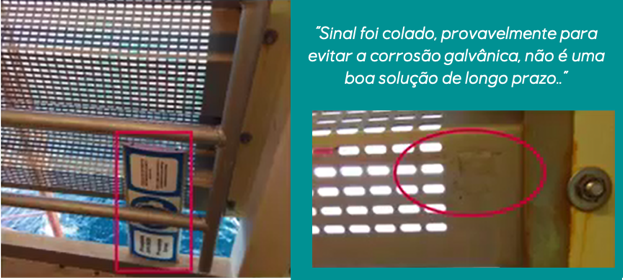 "Sinal foi colado, provavelmente para
evitar a corrosão galvânica, não é uma
boa solução de longo prazo.."